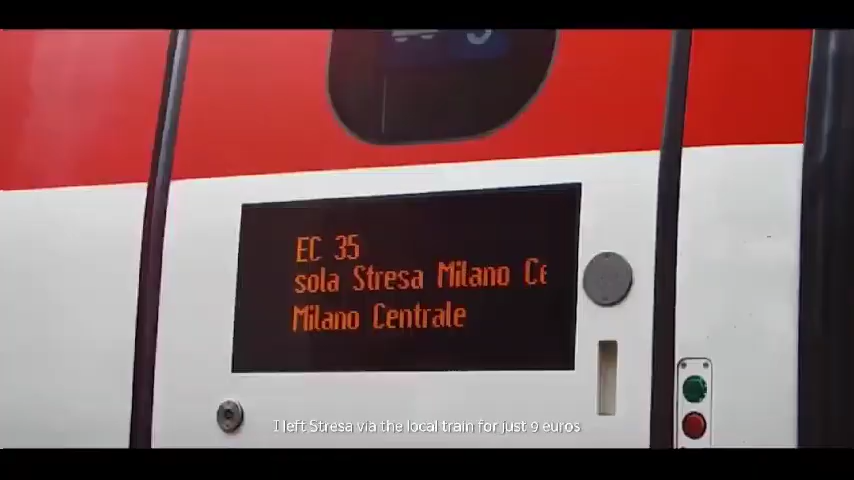 EC 35
sola Stresa Milano Ce
Milano Centrale
I left Stresa via the local train for just 9 euros